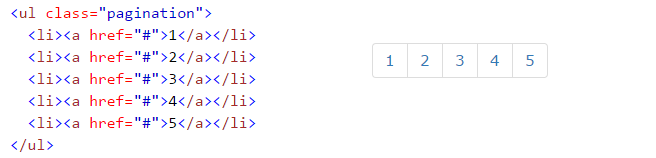 <ul class="pagination">
  <li><a href="#">1</a></li>
  <li><a href="#">2</a></li>
  <li><a href="#">3</a></li>
  <li><a href="#">4</a></li>
  <li><a href="#">5</a></li>
</ul>
1 2 3 4 5